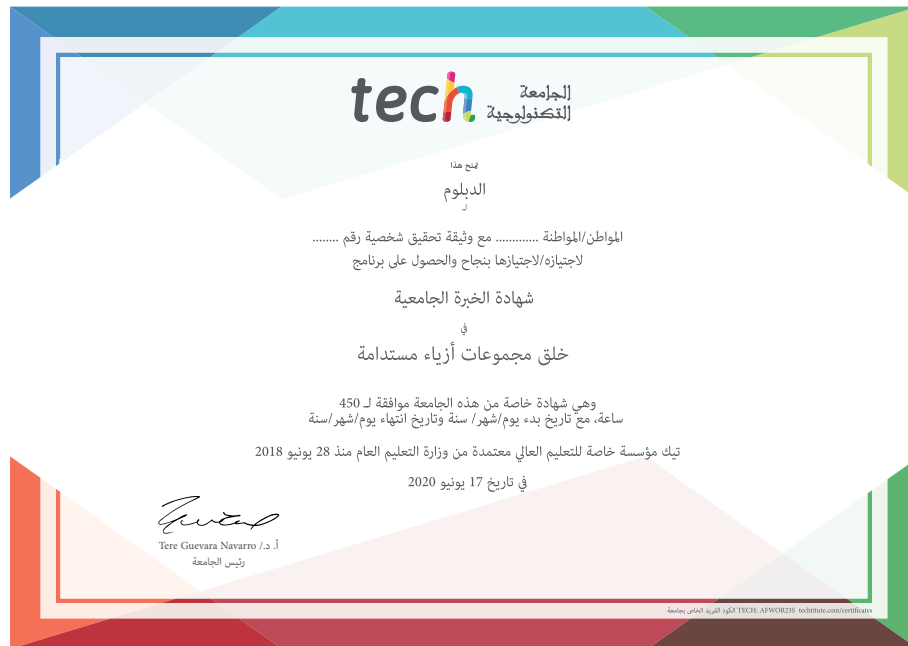 tech الجامعة
التكنولوجية
يمنح هذا
الدبلوم
لـ
المواطن/المواطنة ............. مع وثيقة تحقيق شخصية رقم ........
لاجتيازه/لاجتيازها بنجاح والحصول على برنامج
شهادة الخبرة الجامعية
في
خلق مجموعات أزياء مستدامة
وهي شهادة خاصة من هذه الجامعة موافقة لـ 450
ساعة، مع تاريخ بدء يوم/شهر/ سنة وتاريخ انتهاء يوم/شهر/سنة
تيك مؤسسة خاصة للتعليم العالي معتمدة من وزارة التعليم العام منذ 28 يونيو 2018
في تاريخ 17 يونيو 2020
أ. د./ Tere Guevara Navarro
رئيس الجامعة
الكود الفريد الخاص بجامعة TECH: AFWOR23S techtitute.com/certificates